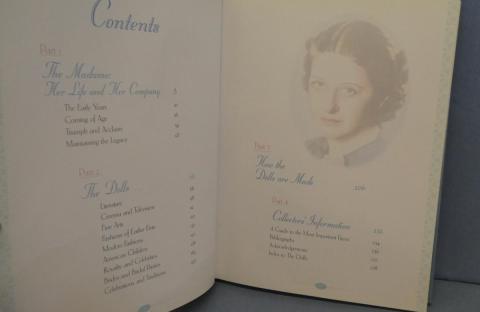 Contents
Part 1
The Madame:
Her Life and Her Company
The Early Years
Coming of Age
Triumph and Acclaim
Maintaining the Legacy
Part 2
The Dolls
Literature
Cinema and Television
Fine Arts
Fashions of Earlier Eras
Modern Fashions
American Children
Royalty and Celebrities
Brides and Bridal Parties
Celebrations and Traditions
Part 3
How the
Dolls are Made
Part 4
Collectors' Information
A Guide to the Most Important Faces
Bibliography
Acknowledgements
Index to The Dolls